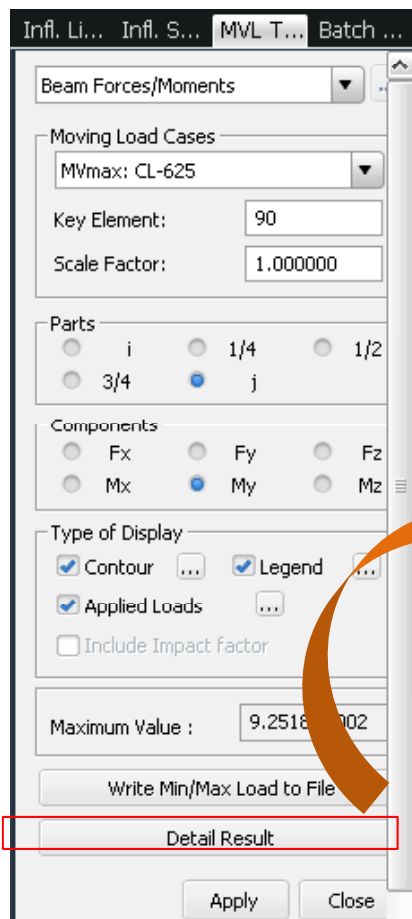 Infl. Li... Infl. S... MVL T... Batch ...
Beam Forces/Moments ...
Moving Load Cases
MVmax: CL-625
Key Element: 90
Scale Factor: 1.000000
Parts
i 1/4 1/2
3/4 j
Components
Fx Fy Fz
Mx My Mz
Type of Display
Contour ... Legend ...
Applied Loads ...
Include Impact factor
Maximum Value :
Write Min/Max Load to File
Detail Result
Apply Close